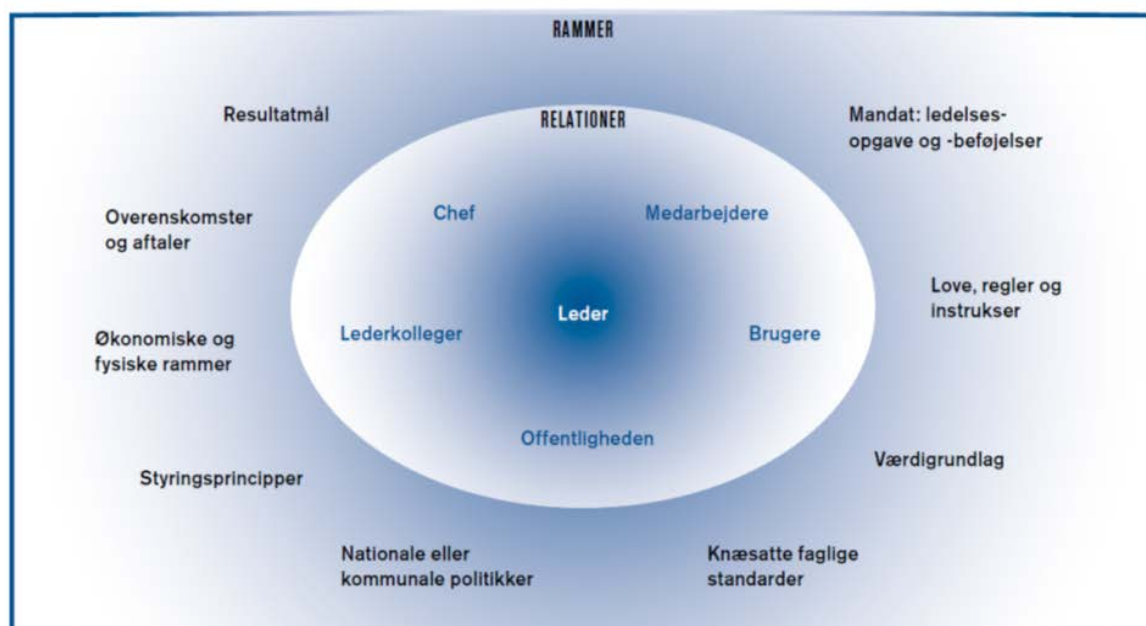 RAMMER
Resultatmål
Mandat: ledelses-
opgave og -beføjelser
RELATIONER
Chef
Medarbejdere
Overenskomster
og aftaler
Leder
Love, regler og
instrukser
Økonomiske og
fysiske rammer
Lederkolleger
Brugere
Offentligheden
Styringsprincipper
Værdigrundlag
Nationale eller
kommunale politikker
Knæsatte faglige
standarder